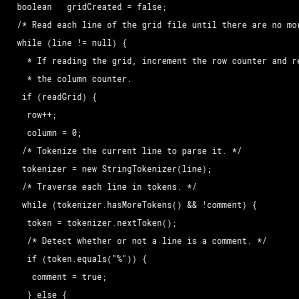 boolean gridCreated = false;
/* Read each line of the grid file until there are no
while (line != null) {
* If reading the grid, increment the row counter and
* the column counter.
if (readGrid) {
row++;
column = 0;
/* Tokenize the current line to parse it. */
tokenizer = new StringTokenizer(line);
/* Traverse each line in tokens. */
while (tokenizer.hasMoreTokens() && !comment) {
token = tokenizer.nextToken();
/* Detect whether or not a line is a comment. */
if (token.equals("%")) {
comment = true;
} else {